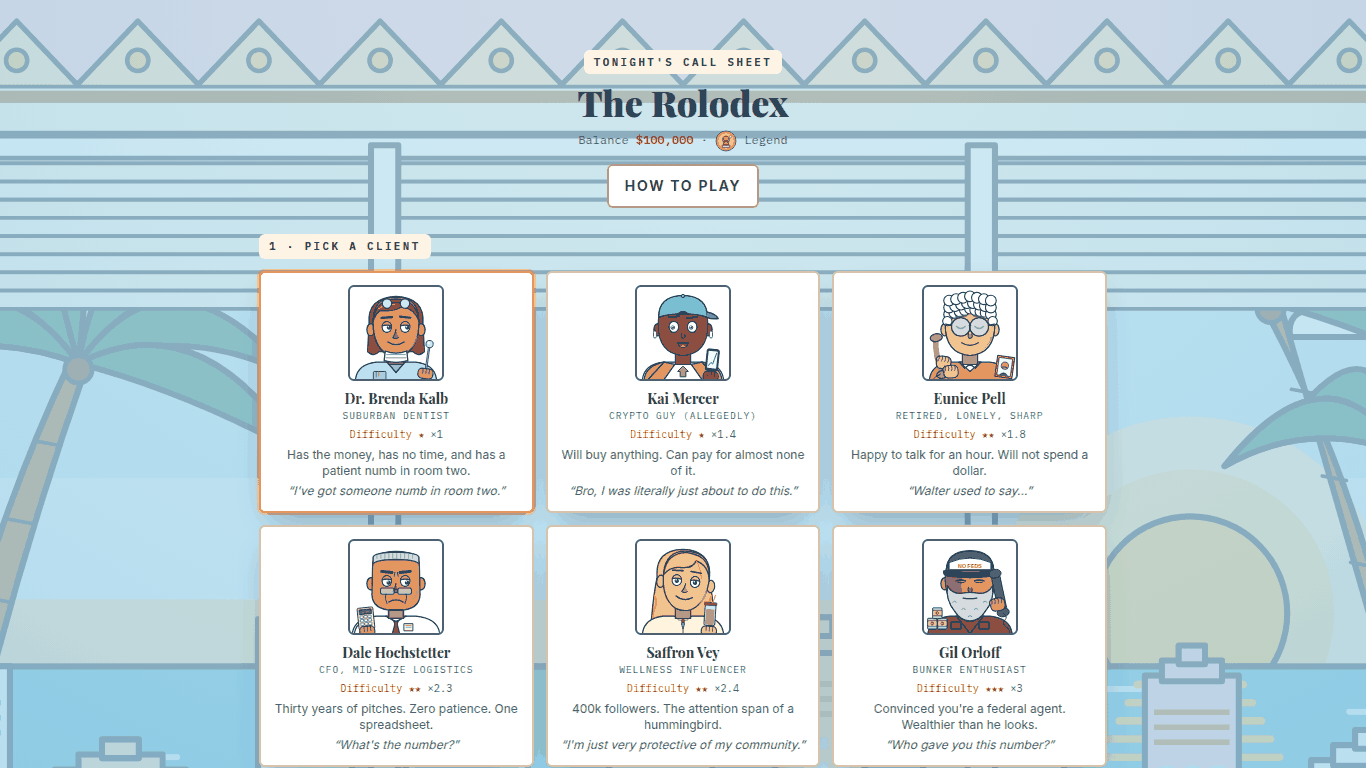 TONIGHT'S CALL SHEET
The Rolodex
Balance $100,000 · Legend
HOW TO PLAY
1 · PICK A CLIENT
Dr. Brenda Kalb
SUBURBAN DENTIST
Difficulty ★ ×1
Has the money, has no time, and has a
patient numb in room two.
“I've got someone numb in room two.”
Kai Mercer
CRYPTO GUY (ALLEGEDLY)
Difficulty ★ ×1.4
Will buy anything. Can pay for almost none
of it.
“Bro, I was literally just about to do this.”
Eunice Pell
RETIRED, LONELY, SHARP
Difficulty ★★ ×1.8
Happy to talk for an hour. Will not spend a
dollar.
“Walter used to say…”
Dale Hochstetter
CFO, MID-SIZE LOGISTICS
Difficulty ★★ ×2.3
Thirty years of pitches. Zero patience. One
spreadsheet.
“What's the number?”
Saffron Vey
WELLNESS INFLUENCER
Difficulty ★★ ×2.4
400k followers. The attention span of a
hummingbird.
“I'm just very protective of my community.”
NO FEDS
Gil Orloff
BUNKER ENTHUSIAST
Difficulty ★★★ ×3
Convinced you're a federal agent.
Wealthier than he looks.
“Who gave you this number?”